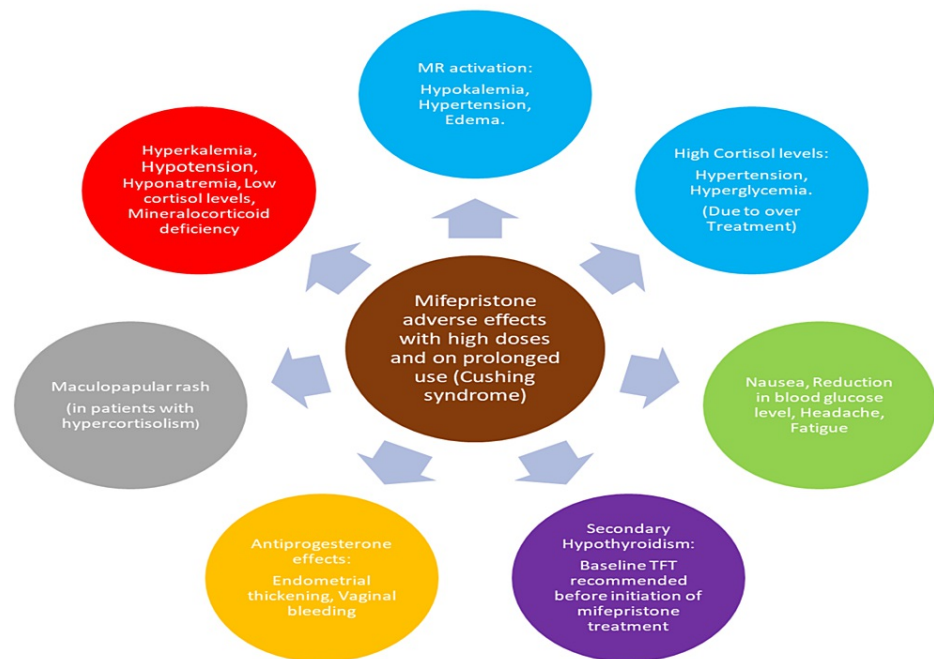 MR activation:
Hypokalemia,
Hypertension,
Edema.
High Cortisol levels:
Hypertension,
Hyperglycemia.
(Due to over
Treatment)
Nausea, Reduction
in blood glucose
level, Headache,
Fatigue
Secondary
Hypothyroidism:
Baseline TFT
recommended
before initiation of
mifepristone
treatment
Antiprogesterone
effects:
Endometrial
thickening, Vaginal
bleeding
Maculopapular rash
(in patients with
hypercortisolism)
Hyperkalemia,
Hypotension,
Hyponatremia, Low
cortisol levels,
Mineralocorticoid
deficiency
Mifepristone
adverse effects
with high doses
and on prolonged
use (Cushing
syndrome)